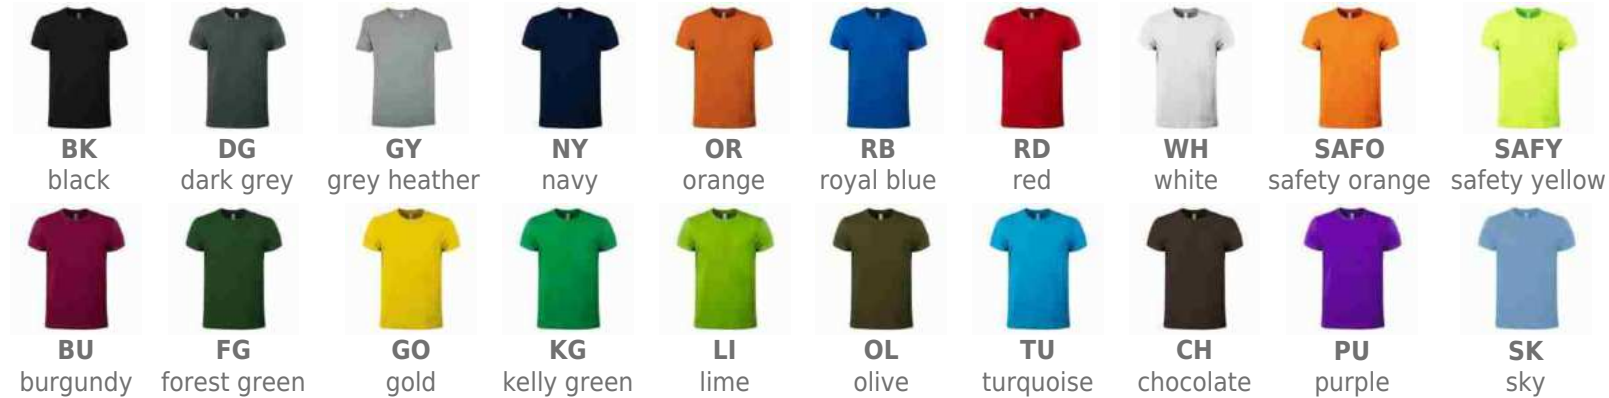 BK DG GY NY OR RB RD WH SAFO SAFY
black dark grey grey heather navy orange royal blue red white safety orange safety yellow
BU FG GO KG LI OL TU CH PU SK
burgundy forest green gold kelly green lime olive turquoise chocolate purple sky